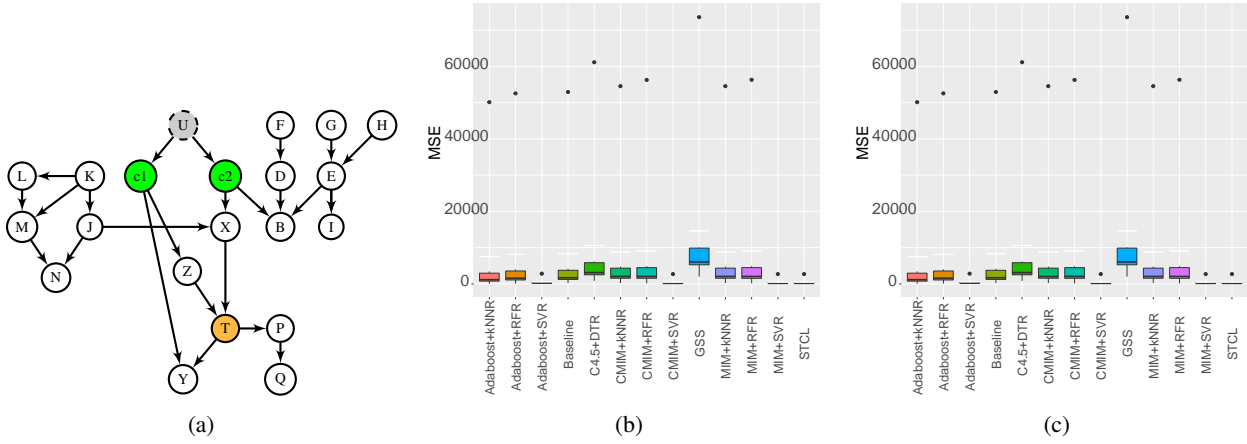 U
F
G
H
L
K
c1
c2
D
E
M
J
X
B
I
N
Z
T
P
Y
Q
(a)
MSE
60000
40000
20000
0
Adaboost+kNNR
Adaboost+RFR
Adaboost+SVR
Baseline
C4.5+DTR
CMIM+kNNR
CMIM+RFR
CMIM+SVR
GSS
MIM+kNNR
MIM+RFR
MIM+SVR
STCL
(b)
MSE
60000
40000
20000
0
Adaboost+kNNR
Adaboost+RFR
Adaboost+SVR
Baseline
C4.5+DTR
CMIM+kNNR
CMIM+RFR
CMIM+SVR
GSS
MIM+kNNR
MIM+RFR
MIM+SVR
STCL
(c)